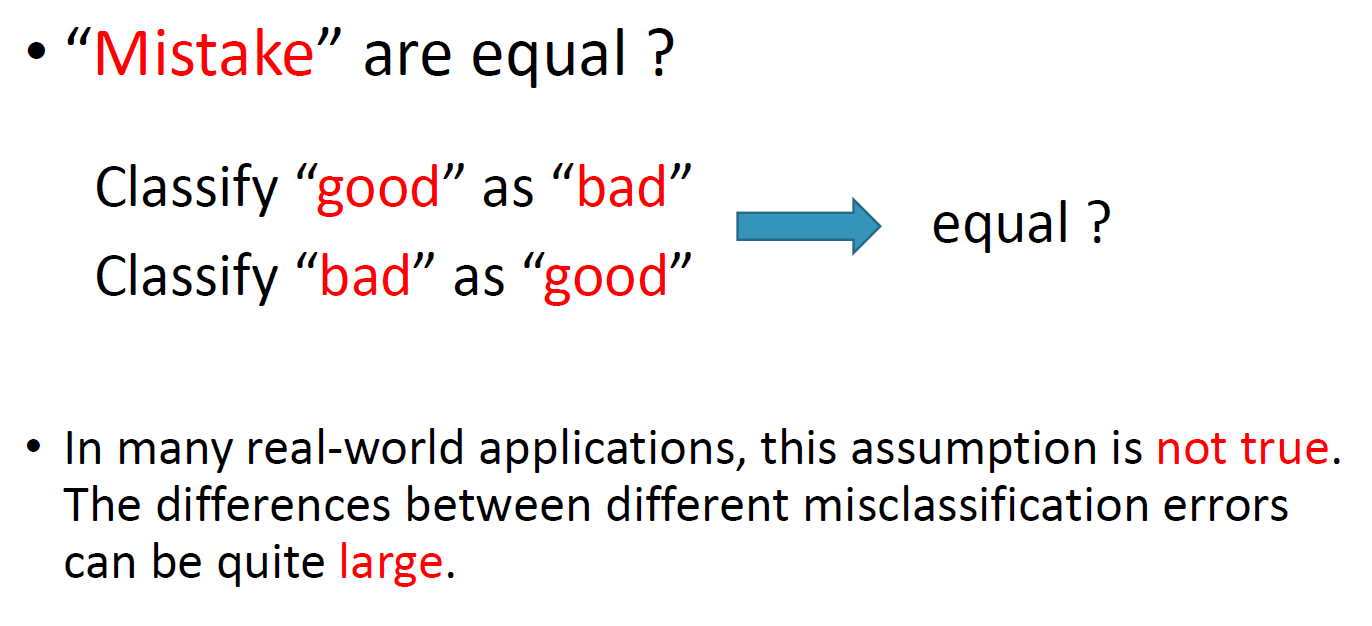 • “Mistake” are equal ?
Classify “good” as “bad”
equal ?
Classify “bad” as “good”
• In many real-world applications, this assumption is not true.
The differences between different misclassification errors
can be quite large.